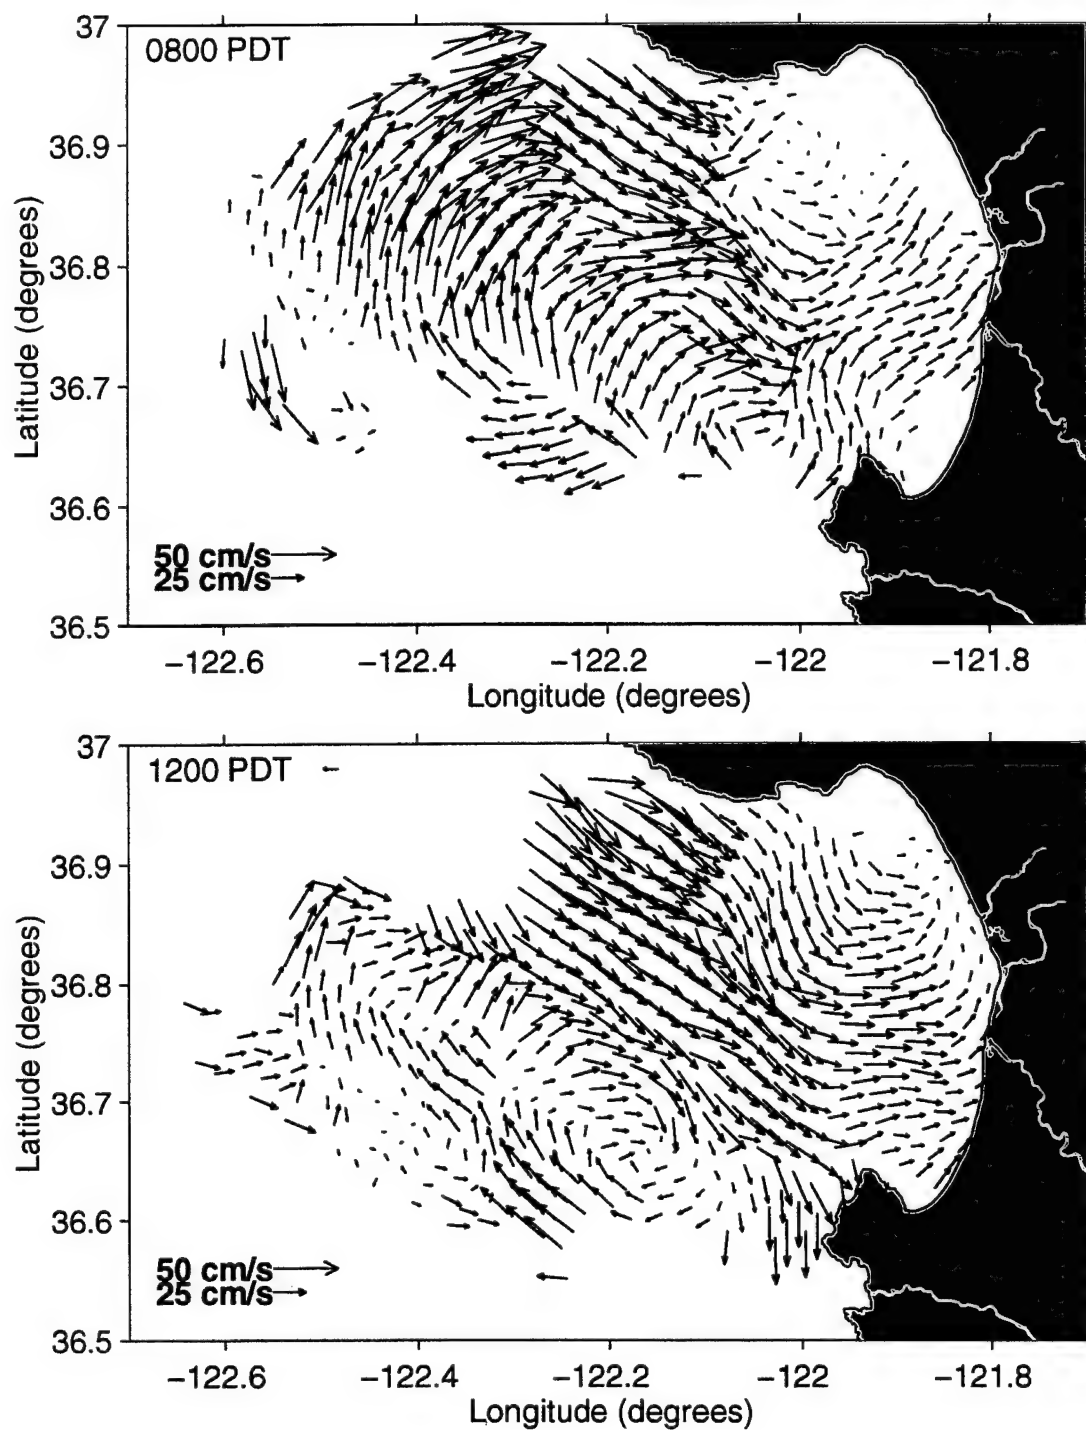 37
0800 PDT
36.9
36.8
36.7
36.6
36.5
Latitude (degrees)
50 cm/s
25 cm/s
−122.6
−122.4
−122.2
−122
−121.8
Longitude (degrees)
37
1200 PDT
36.9
36.8
36.7
36.6
36.5
Latitude (degrees)
50 cm/s
25 cm/s
−122.6
−122.4
−122.2
−122
−121.8
Longitude (degrees)